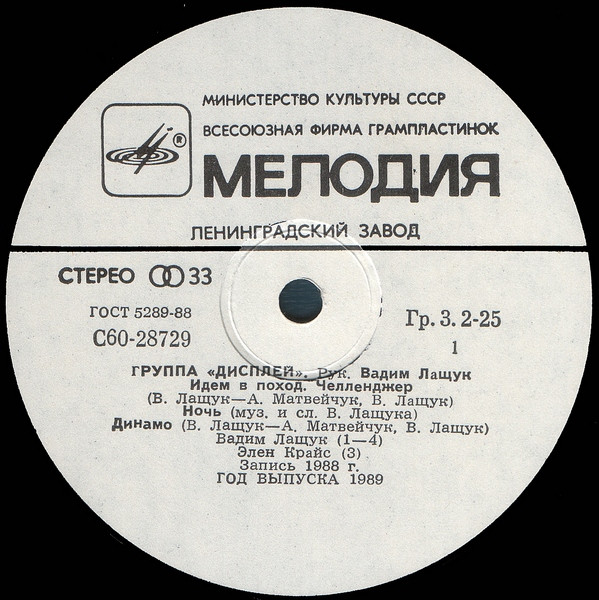 МИНИСТЕРСТВО КУЛЬТУРЫ СССР
ВСЕСОЮЗНАЯ ФИРМА ГРАМПЛАСТИНОК
®
МЕЛОДИЯ
ЛЕНИНГРАДСКИЙ ЗАВОД
СТЕРЕО 33
ГОСТ 5289-88
С60-28729
Гр. 3. 2-25
1
ГРУППА «ДИСПЛЕЙ». Рук. Вадим Лащук
Идем в поход. Челленджер
(В. Лащук—А. Матвейчук, В. Лащук)
Ночь (муз. и сл. В. Лащука)
Динамо (В. Лащук—А. Матвейчук, В. Лащук)
Вадим Лащук (1—4)
Элен Крайс (3)
Запись 1988 г.
ГОД ВЫПУСКА 1989